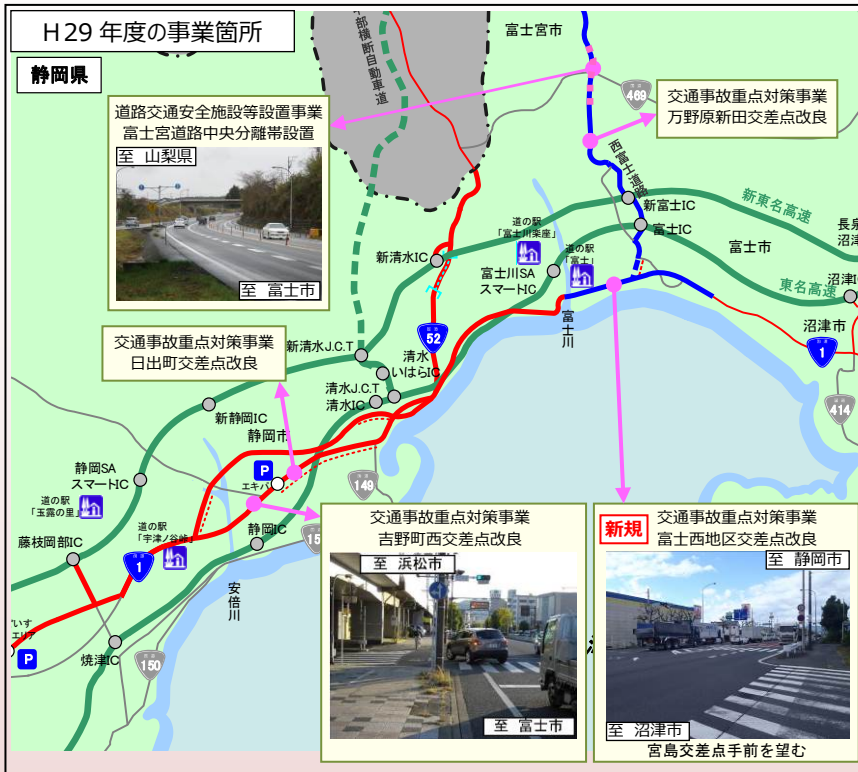 H29年度の事業箇所
静岡県
部横断自動車道
富士宮市
469
道路交通安全施設等設置事業
富士宮道路中央分離帯設置
至 山梨県
至 富士市
交通事故重点対策事業
万野原新田交差点改良
西富士道路
新富士IC
新東名高速
富士IC
富士市
道の駅
「富士川楽座」
道の駅
「富士」
新清水IC
富士川SA
スマートIC
東名高速
沼津市
1
414
富士川
52
交通事故重点対策事業
日出町交差点改良
新清水J.C.T
清水
いはらIC
清水J.C.T
清水IC
新静岡IC
静岡市
P
149
静岡SA
スマートIC
道の駅
「玉露の里」
道の駅
「宇津ノ谷峠」
藤枝岡部IC
静岡IC
1
安倍川
P
焼津IC
150
交通事故重点対策事業
吉野町西交差点改良
至 浜松市
至 富士市
新規
交通事故重点対策事業
富士西地区交差点改良
至 静岡市
至 沼津市
宮島交差点手前を望む